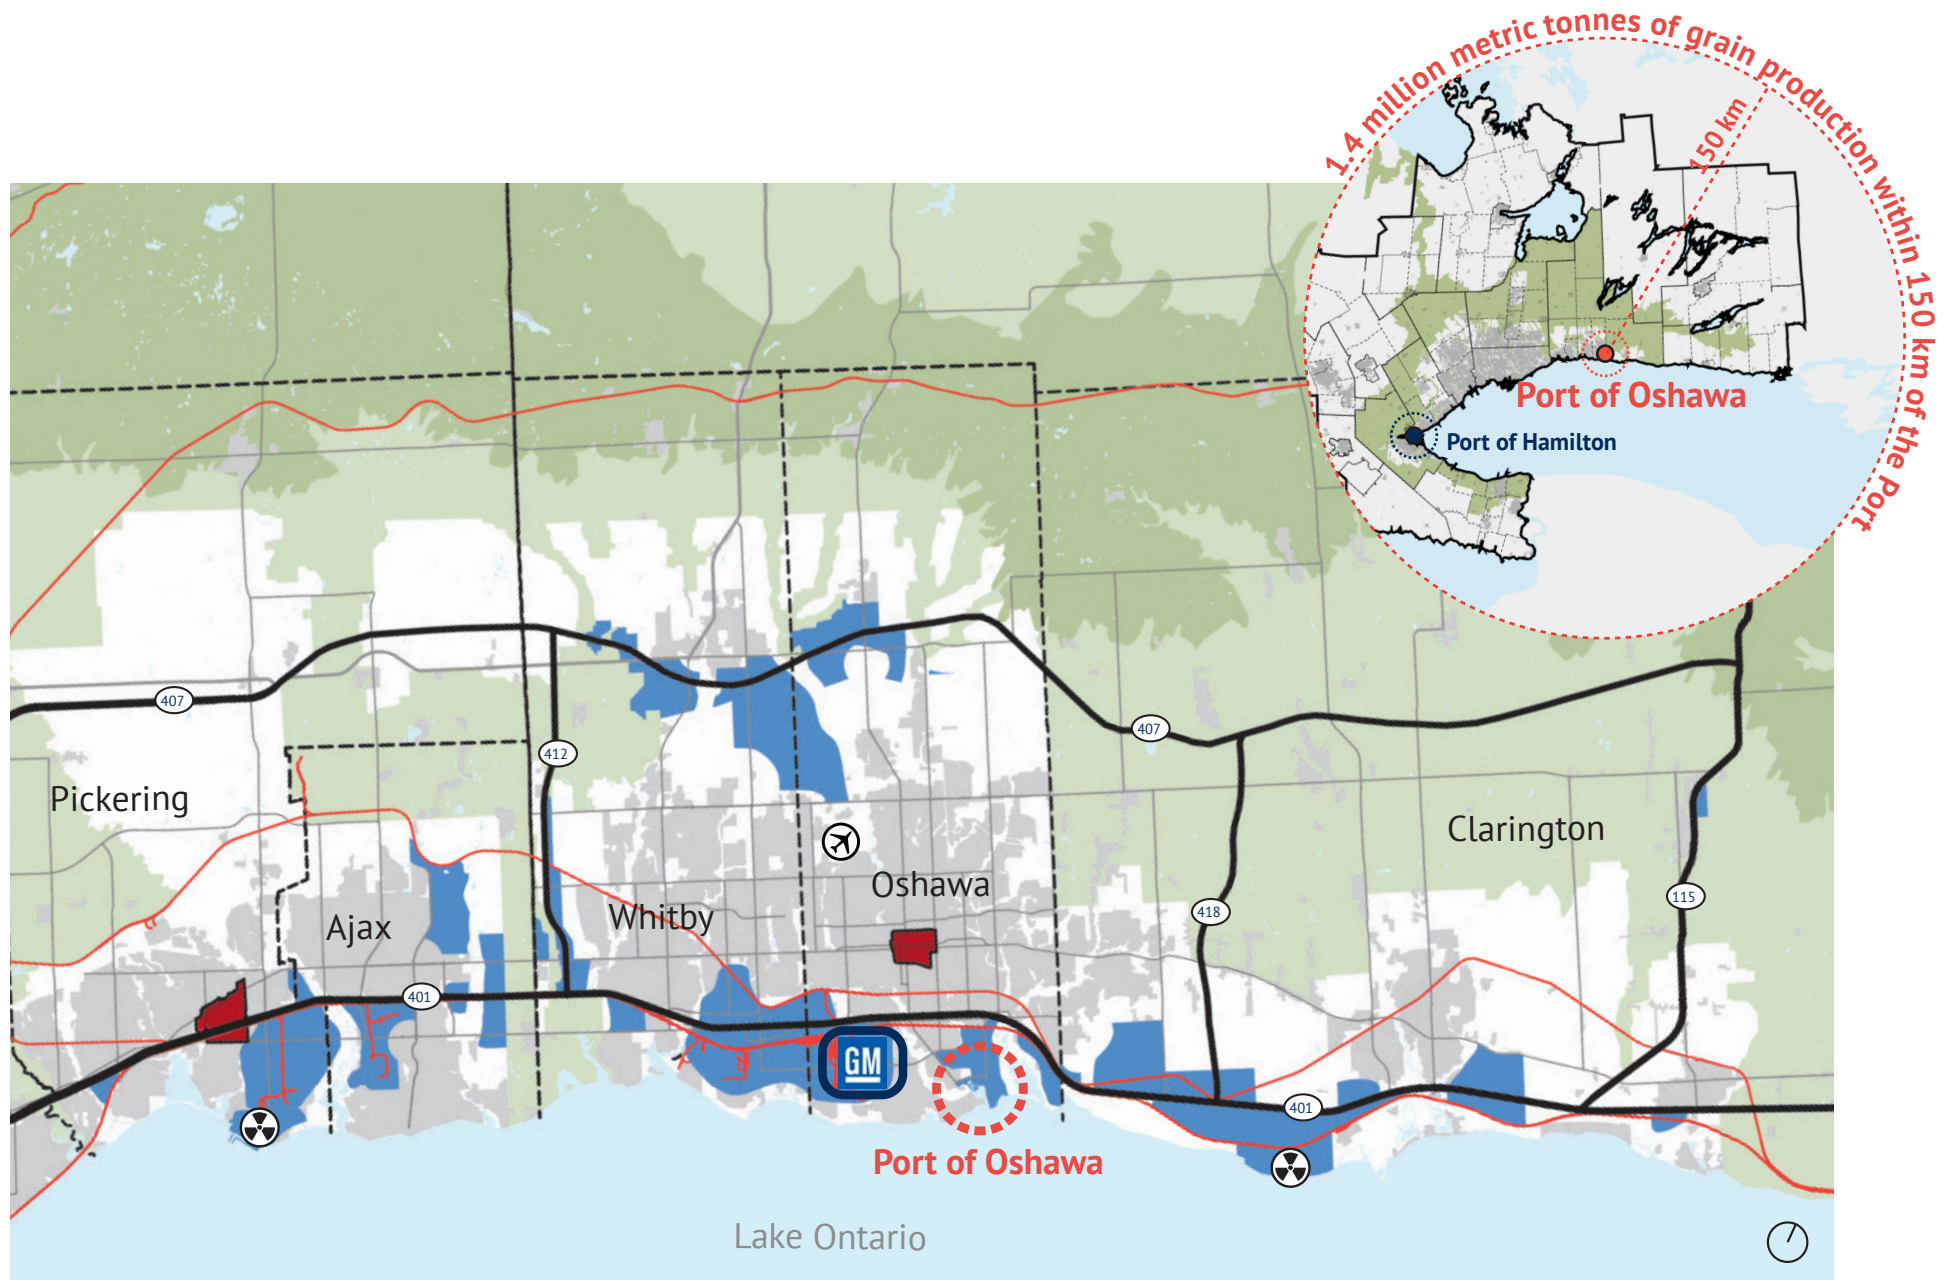 1.4 million metric tonnes of grain production within 150 km of the Port
150 km
Port of Oshawa
Port of Hamilton
407
412
407
Pickering
Clarington
Oshawa
115
418
Whitby
Ajax
401
GM
401
Port of Oshawa
Lake Ontario